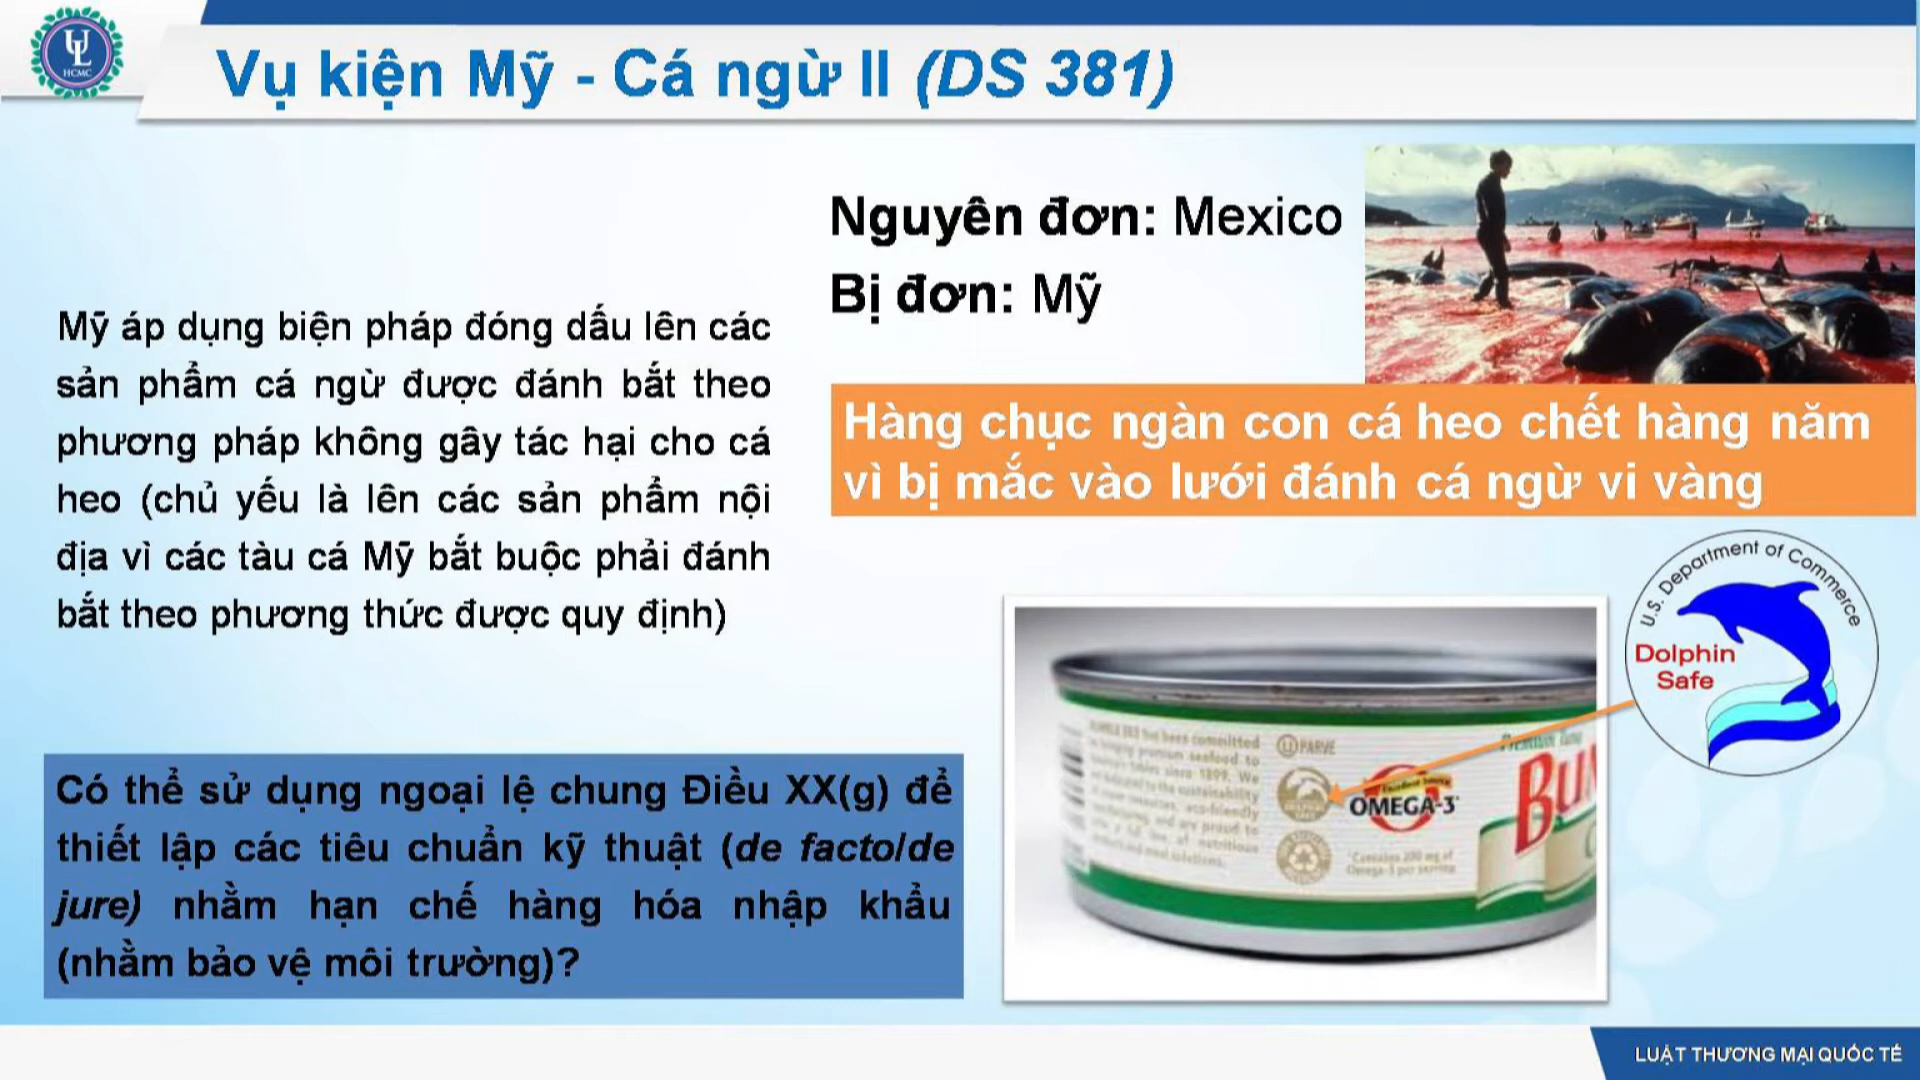 UL
HCMC
Vụ kiện Mỹ - Cá ngừ II (DS 381)
Nguyên đơn: Mexico
Bị đơn: Mỹ
Mỹ áp dụng biện pháp đóng dấu lên các
sản phẩm cá ngừ được đánh bắt theo
phương pháp không gây tác hại cho cá
heo (chủ yếu là lên các sản phẩm nội
địa vì các tàu cá Mỹ bắt buộc phải đánh
bắt theo phương thức được quy định)
Hàng chục ngàn con cá heo chết hàng năm
vì bị mắc vào lưới đánh cá ngừ vi vàng
U.S. Department of Commerce
Dolphin
Safe
PARVE
OMEGA-3
Có thể sử dụng ngoại lệ chung Điều XX(g) để
thiết lập các tiêu chuẩn kỹ thuật (de facto/de
jure) nhằm hạn chế hàng hóa nhập khẩu
(nhằm bảo vệ môi trường)?
LUẬT THƯƠNG MẠI QUỐC TẾ